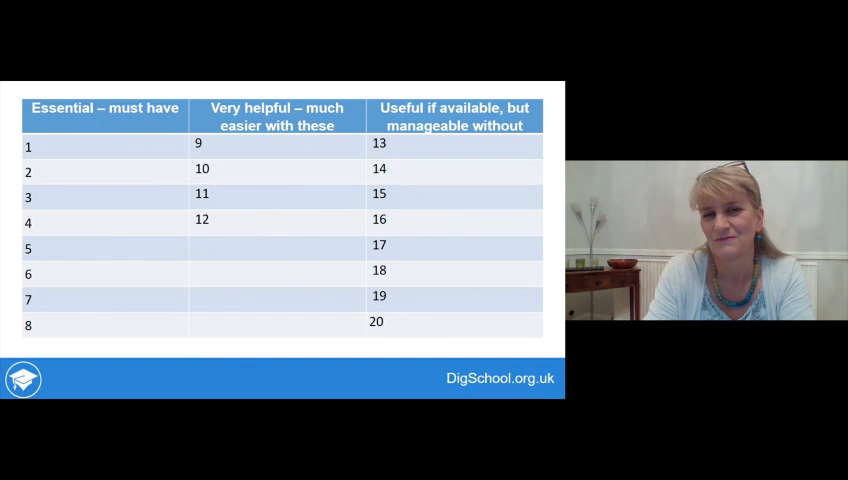 Essential – must have
Very helpful – much
easier with these
Useful if available, but
manageable without
1 9 13
2 10 14
3 11 15
4 12 16
5 17
6 18
7 19
8 20
DigSchool.org.uk